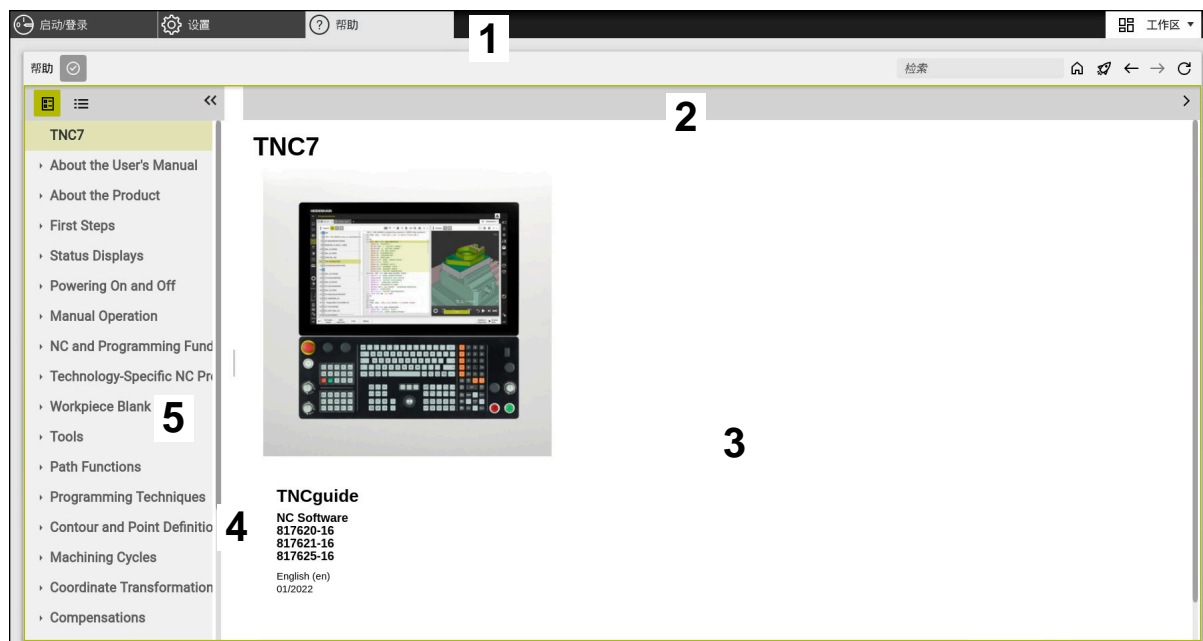 启动/登录
设置
帮助
1
工作区
帮助
检索
2
TNC7
About the User's Manual
About the Product
First Steps
Status Displays
Powering On and Off
Manual Operation
NC and Programming Fund
Technology-Specific NC Pr
Workpiece Blank
5
Tools
Path Functions
Programming Techniques
Contour and Point Definitio
4
Machining Cycles
Coordinate Transformation
Compensations
TNC7
3
TNCguide
NC Software
817620-16
817621-16
817625-16
English (en)
01/2022